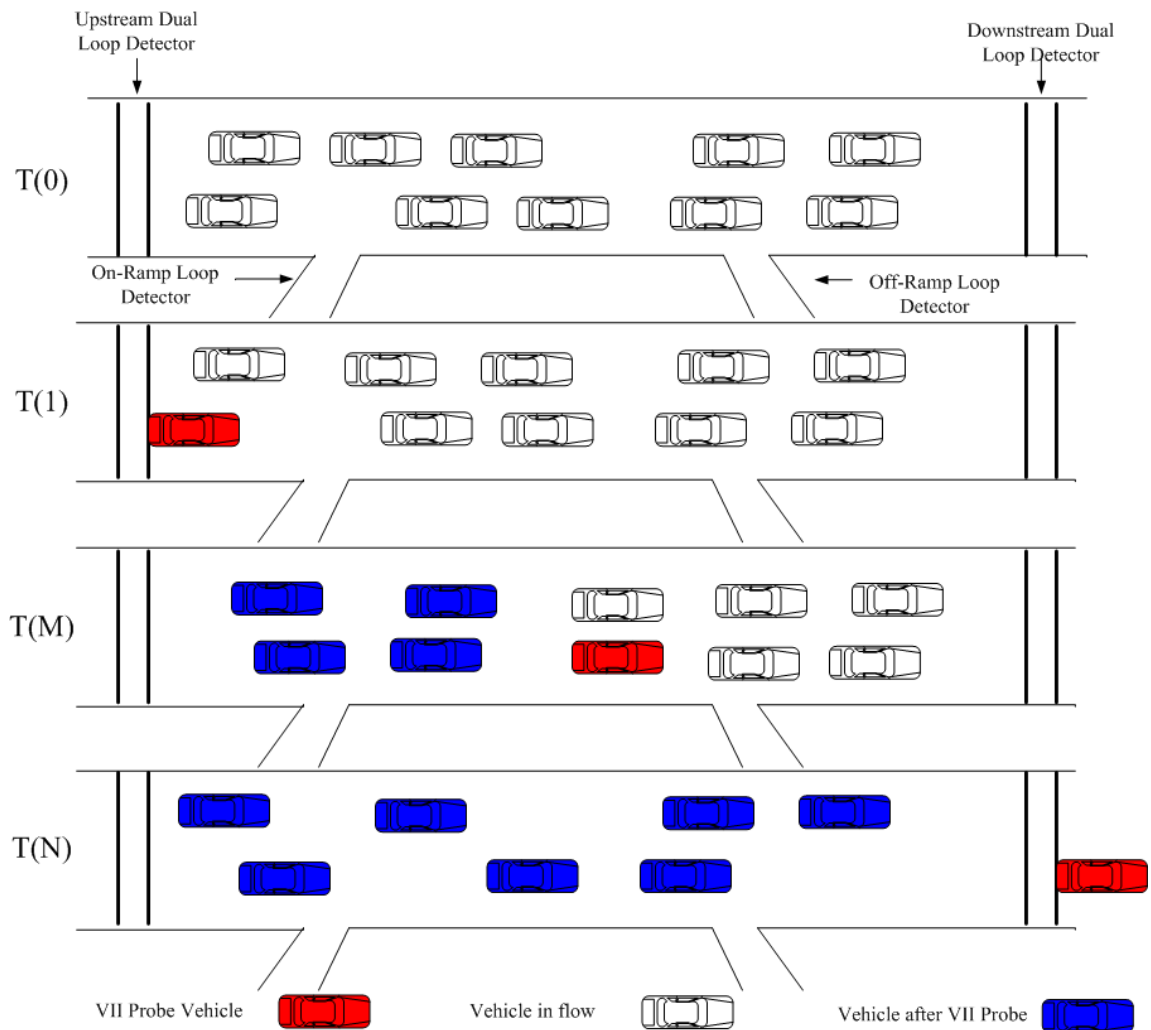 Upstream Dual
Loop Detector
Downstream Dual
Loop Detector
T(0)
On-Ramp Loop
Detector
Off-Ramp Loop
Detector
T(1)
T(M)
T(N)
VII Probe Vehicle
Vehicle in flow
Vehicle after VII Probe